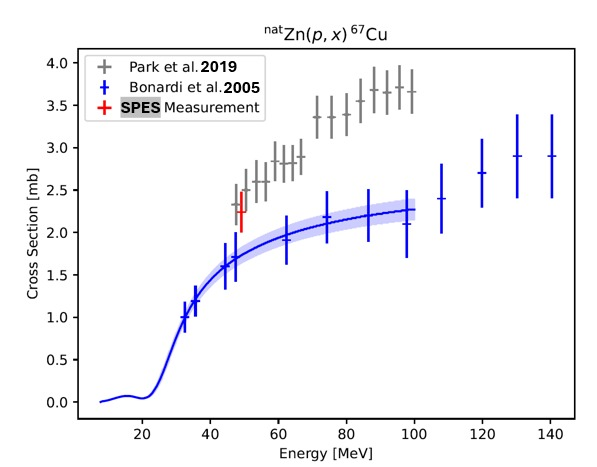 natZn(p, x) 67Cu
Park et al. 2019
Bonardi et al. 2005
SPES Measurement
Cross Section [mb]
4.0
3.5
3.0
2.5
2.0
1.5
1.0
0.5
0.0
20 40 60 80 100 120 140
Energy [MeV]